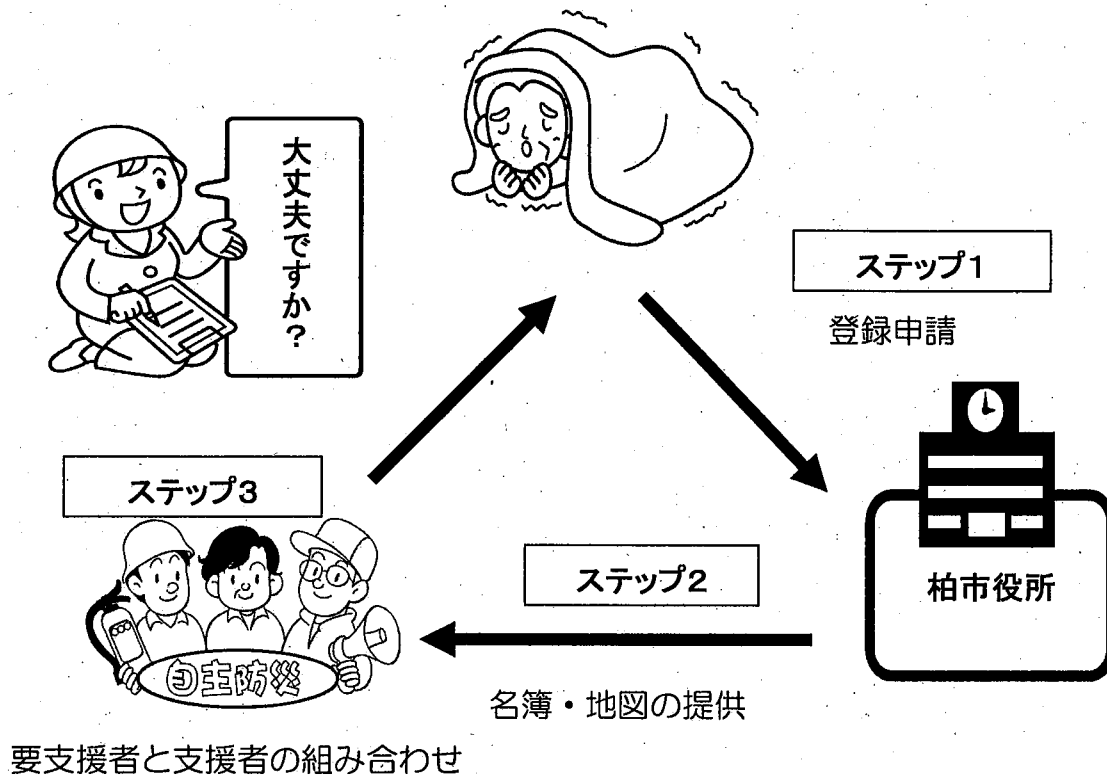 大丈夫ですか？
ステップ1
登録申請
柏市役所
ステップ2
名簿・地図の提供
ステップ3
自主防災
要支援者と支援者の組み合わせ